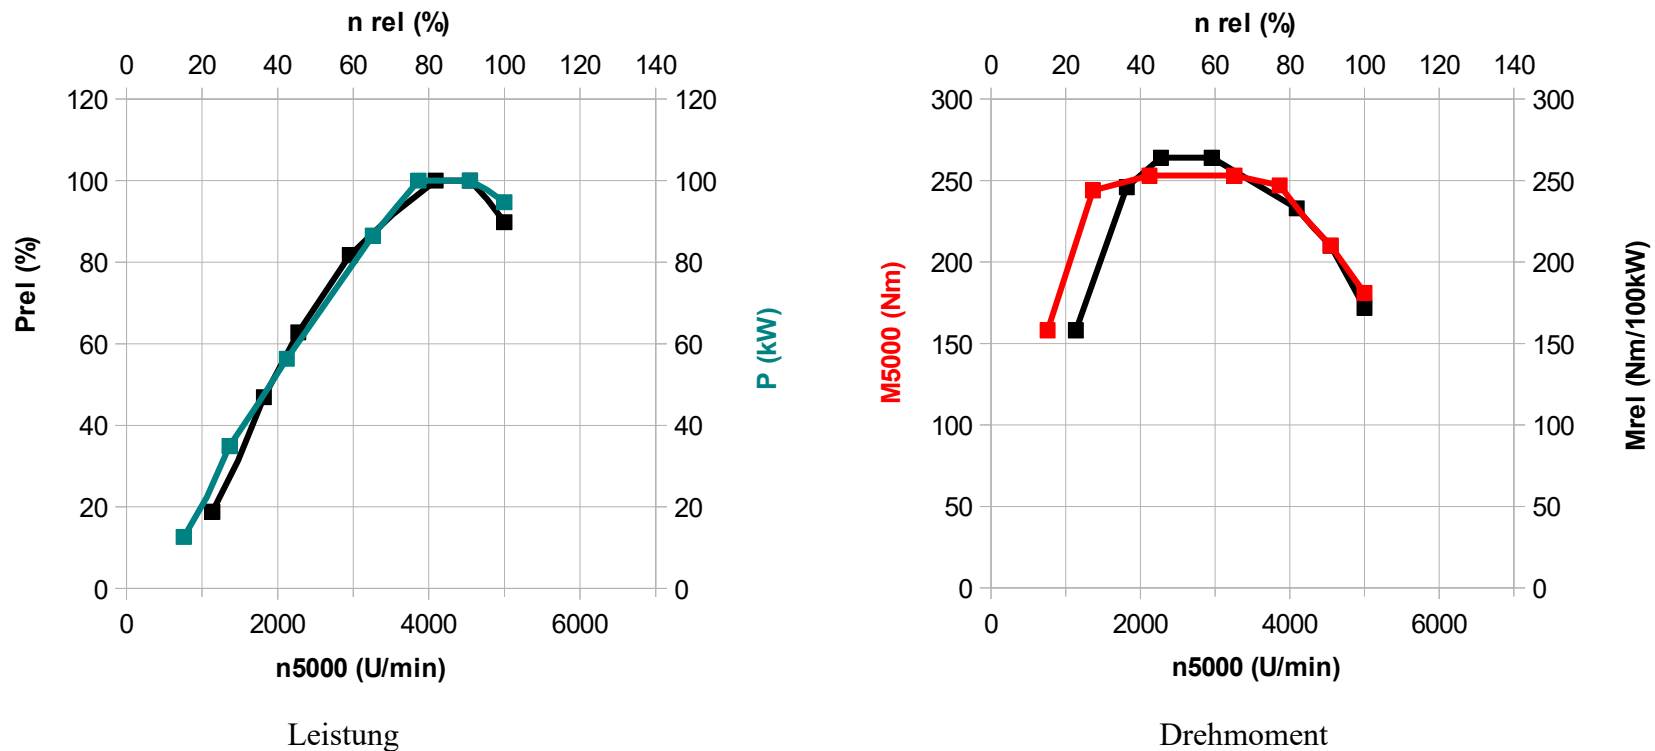 n rel (%)
0 20 40 60 80 100 120 140
120 120
100 100
80 80
60 60
40 40
20 20
0 0
Prel (%)
P (kW)
0 2000 4000 6000
n5000 (U/min)
Leistung
n rel (%)
0 20 40 60 80 100 120 140
300 300
250 250
200 200
150 150
100 100
50 50
0 0
M5000 (Nm)
Mrel (Nm/100kW)
0 2000 4000 6000
n5000 (U/min)
Drehmoment